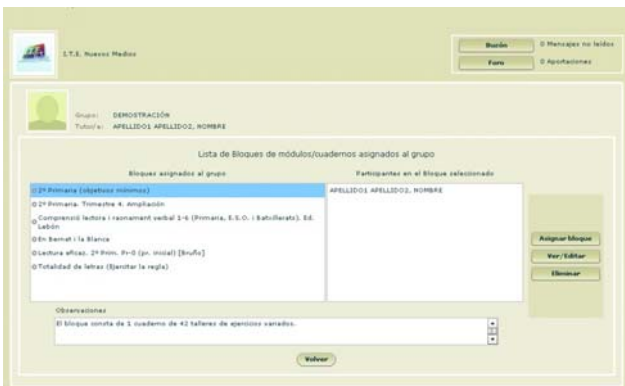 I.T.E. Nuevos Medios
Buzón
0 Mensajes no leídos
Foro
0 Aportaciones
Grupo: DEMOSTRACIÓN
Tutor/a: APELLIDO1 APELLIDO2, NOMBRE
Lista de Bloques de módulos/cuadernos asignados al grupo
Bloques asignados al grupo
Participantes en el Bloque seleccionado
2º Primaria (objetivos mínimos)
2º Primaria. Trimestre 4. Ampliación
Comprensió lectora i raonament verbal 1-6 (Primaria, E.S.O. i Batxillerats). Ed.
Lebón
En Bernat i la Blanca
Lectura eficaz. 2º Prim. Pr-0 (pr. inicial) [Bruño]
Totalidad de letras (Ejercitar la regla)
APELLIDO1 APELLIDO2, NOMBRE
Asignar bloque
Ver/Editar
Eliminar
Observaciones
El bloque consta de 1 cuaderno de 42 talleres de ejercicios variados.
Volver